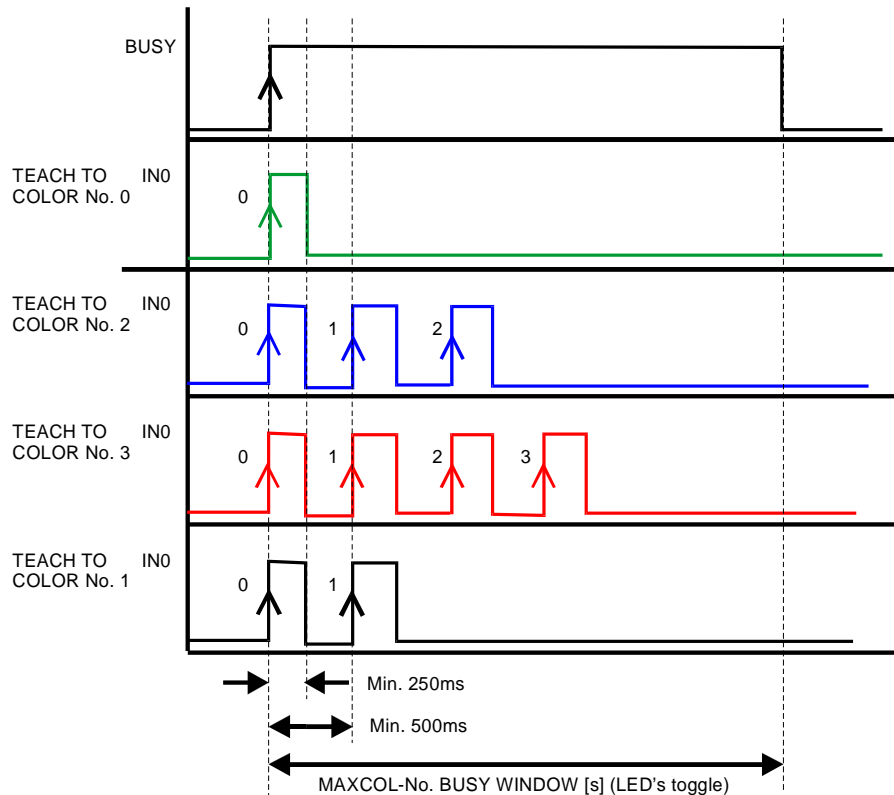 BUSY
TEACH TO IN0
COLOR No. 0
0
TEACH TO IN0
COLOR No. 2
0 1 2
TEACH TO IN0
COLOR No. 3
0 1 2 3
TEACH TO IN0
COLOR No. 1
0 1
Min. 250ms
Min. 500ms
MAXCOL-No. BUSY WINDOW [s] (LED's toggle)